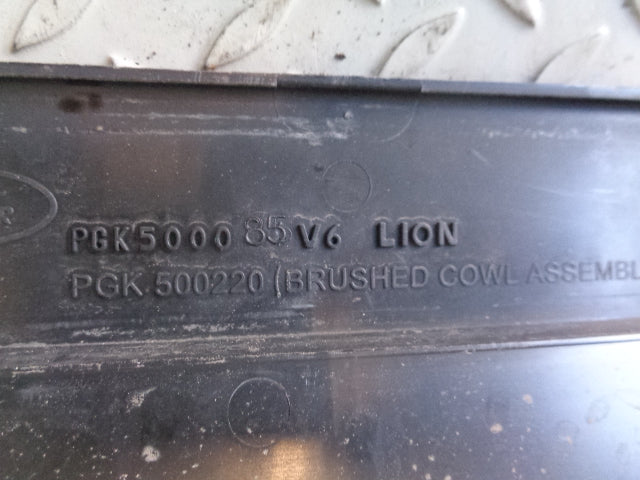 PGK5000 85 V6 LION
PGK 500220 (BRUSHED COWL ASSEMBL